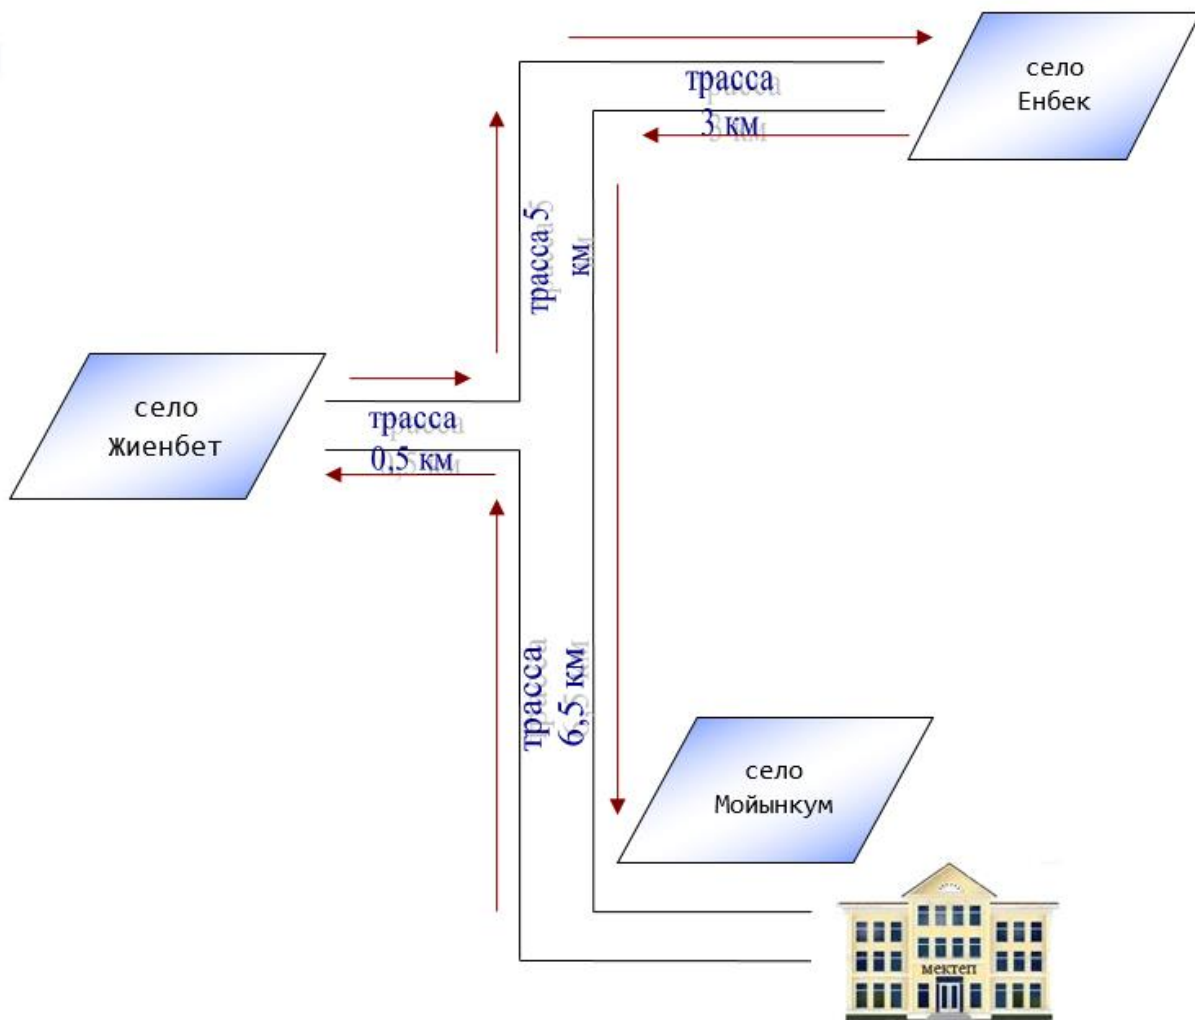 трасса
3 км
село
Енбек
трасса 5
км
село
Жиенбет
трасса
0,5 км
трасса
6,5 км
село
Мойынкум
мектеп